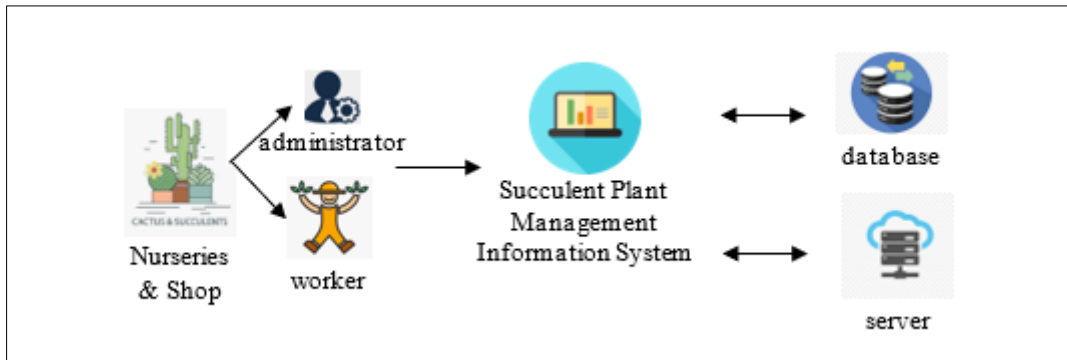 CACTUS & SUCCULENTS
Nurseries
& Shop
administrator
worker
Succulent Plant
Management
Information System
database
server